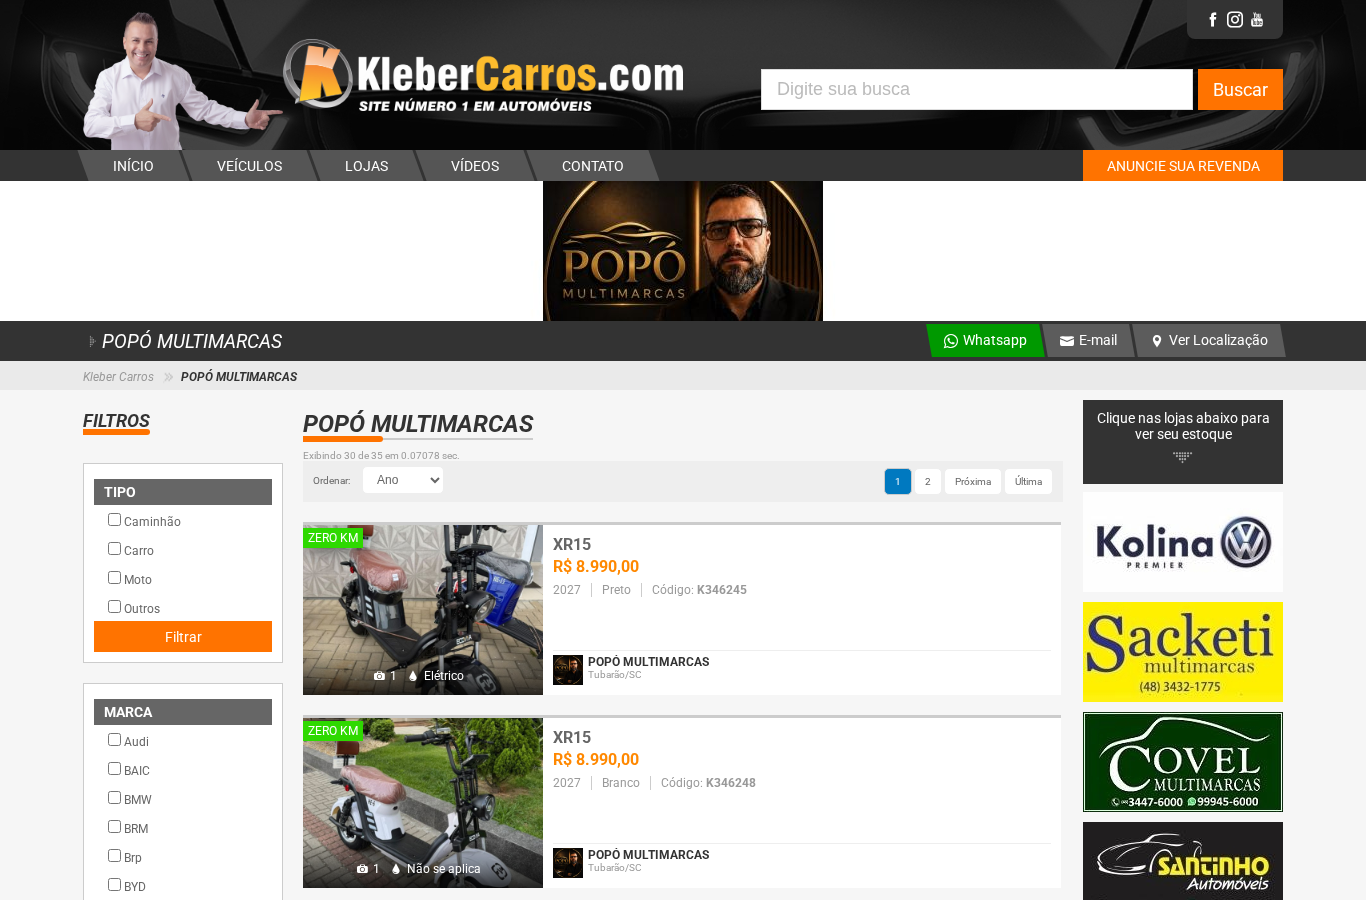 KleberCarros.com
SITE NÚMERO 1 EM AUTOMÓVEIS
Digite sua busca
Buscar
INÍCIO
VEÍCULOS
LOJAS
VÍDEOS
CONTATO
ANUNCIE SUA REVENDA
POPÓ
MULTIMARCAS
POPÓ MULTIMARCAS
Whatsapp
E-mail
Ver Localização
Kleber Carros
POPÓ MULTIMARCAS
FILTROS
TIPO
Caminhão
Carro
Moto
Outros
Filtrar
MARCA
Audi
BAIC
BMW
BRM
Brp
BYD
POPÓ MULTIMARCAS
Exibindo 30 de 35 em 0.07078 sec.
Ordenar:
Ano
1
2
Próxima
Última
ZERO KM
1
Elétrico
XR15
R$ 8.990,00
2027
Preto
Código: K346245
POPÓ MULTIMARCAS
Tubarão/SC
ZERO KM
1
Não se aplica
XR15
R$ 8.990,00
2027
Branco
Código: K346248
POPÓ MULTIMARCAS
Tubarão/SC
Clique nas lojas abaixo para
ver seu estoque
Kolina
PREMIER
Sacketi
multimarcas
(48) 3432-1775
COVEL
MULTIMARCAS
3447-6000 99945-6000
SANTINHO
Automóveis